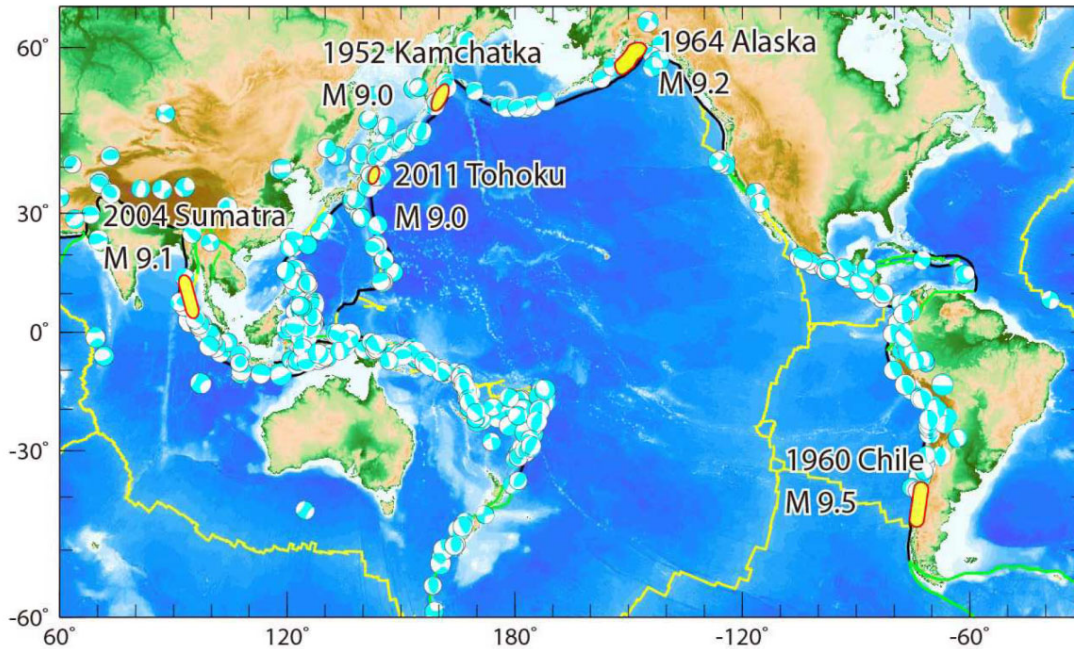 60°
1952 Kamchatka
M 9.0
1964 Alaska
M 9.2
2011 Tohoku
M 9.0
30°
2004 Sumatra
M 9.1
0°
-30°
1960 Chile
M 9.5
-60°
60°
120°
180°
-120°
-60°